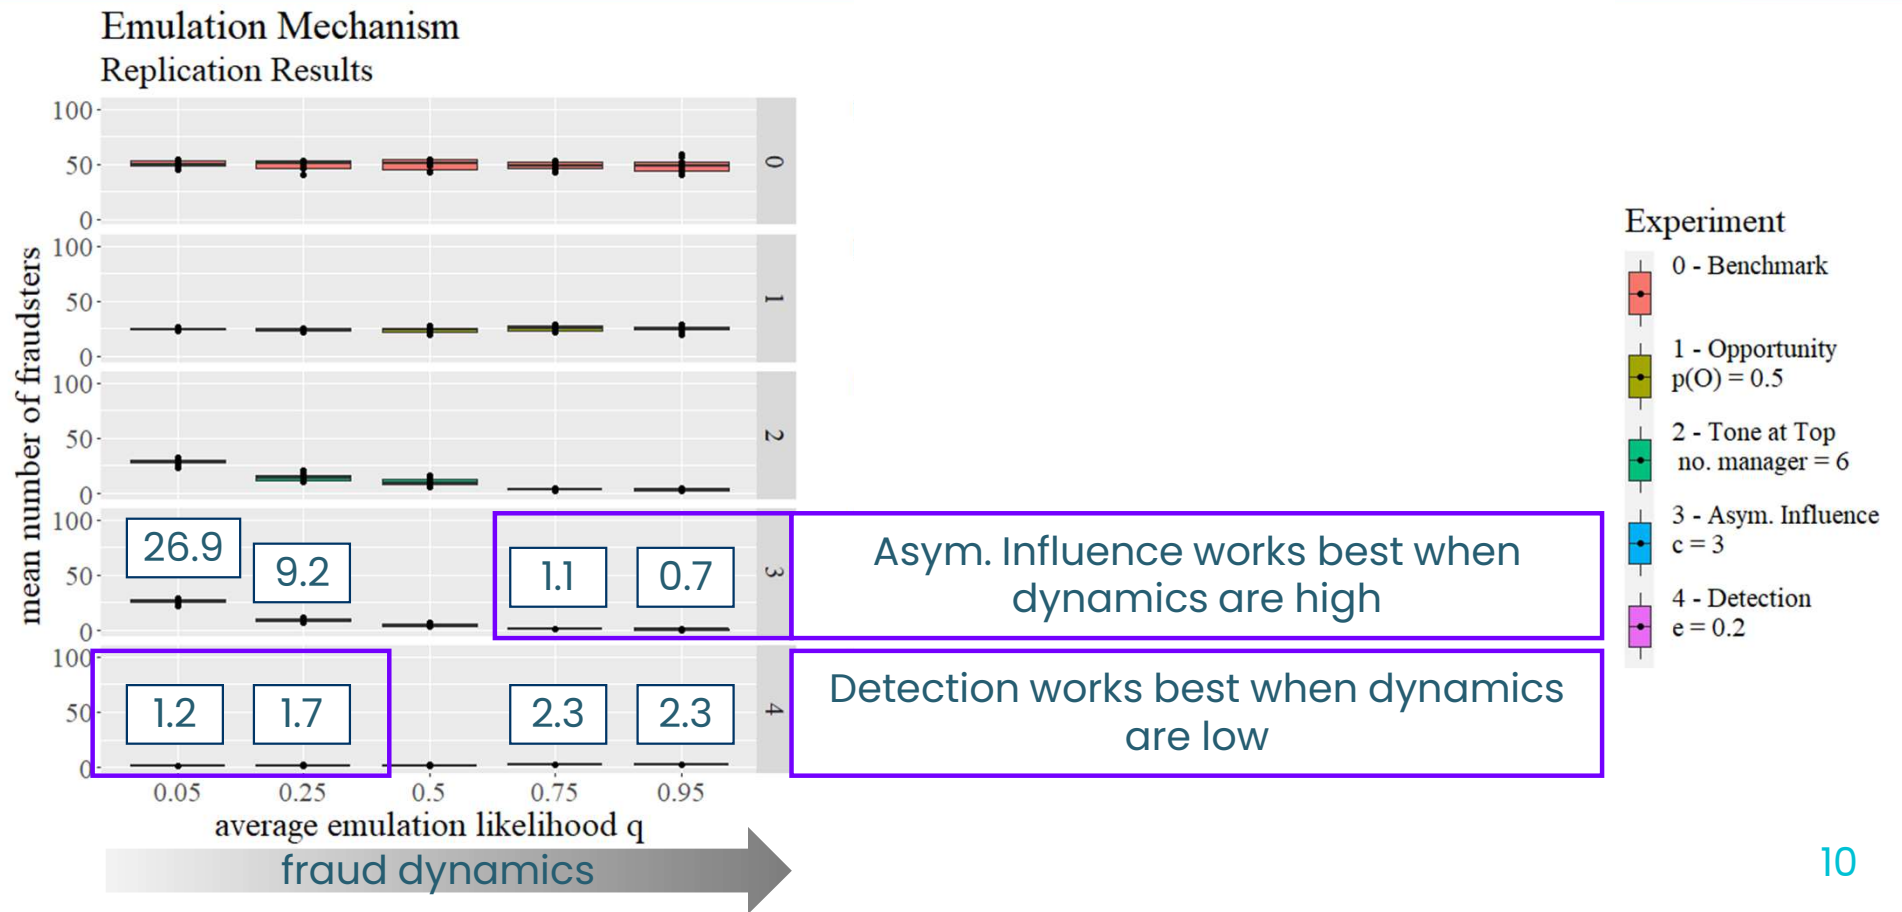 Emulation Mechanism
Replication Results
mean number of fraudsters
100
50
0
0
100
50
0
1
100
50
0
2
100
50
0
3
26.9
9.2
1.1
0.7
Asym. Influence works best when
dynamics are high
100
50
0
4
1.2
1.7
2.3
2.3
Detection works best when dynamics
are low
0.05 0.25 0.5 0.75 0.95
average emulation likelihood q
fraud dynamics
Experiment
0 - Benchmark
1 - Opportunity
p(O) = 0.5
2 - Tone at Top
no. manager = 6
3 - Asym. Influence
c = 3
4 - Detection
e = 0.2
10